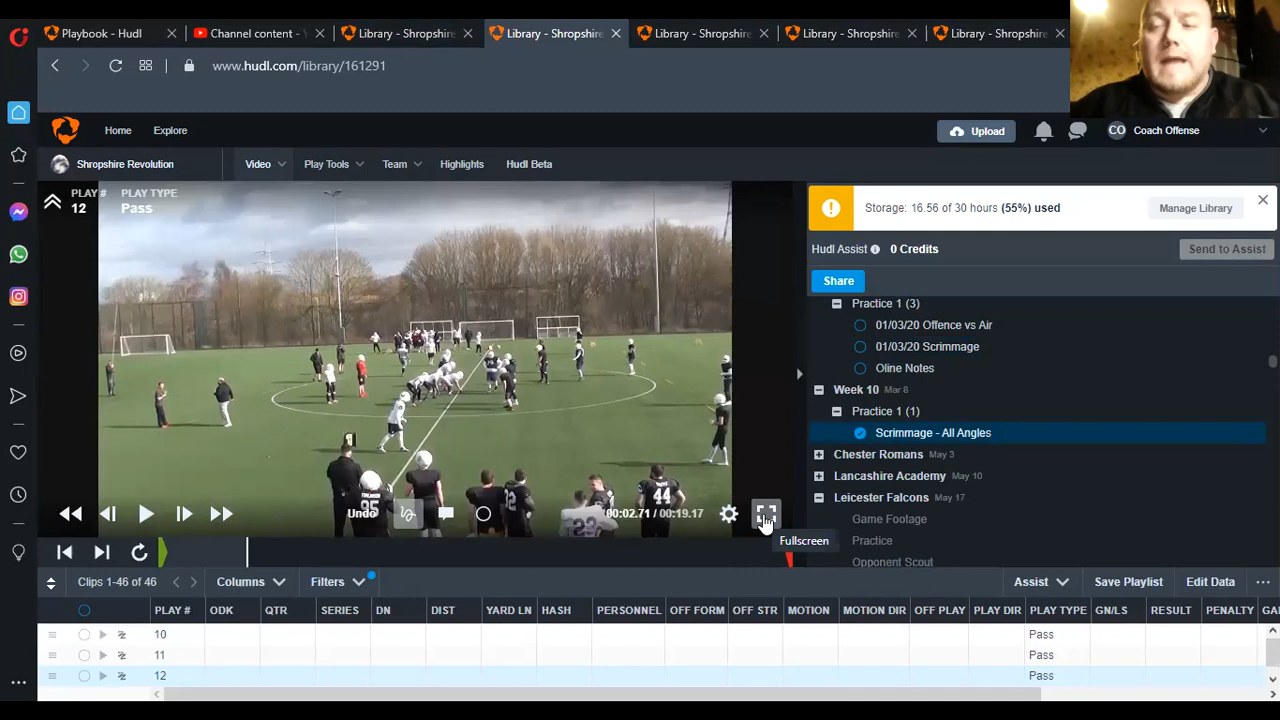 Playbook - Hudl
Channel content -
Library - Shropshire
Library - Shropshire
Library - Shropshire
Library - Shropshire
Library - Shropshire
www.hudl.com/library/161291
Home
Explore
Upload
CO
Coach Offense
Shropshire Revolution
Video
Play Tools
Team
Highlights
Hudl Beta
PLAY #
12
PLAY TYPE
Pass
Storage: 16.56 of 30 hours (55%) used
Manage Library
Hudl Assist
0 Credits
Send to Assist
Share
Practice 1 (3)
01/03/20 Offence vs Air
01/03/20 Scrimmage
Oline Notes
Week 10 Mar 8
Practice 1 (1)
Scrimmage - All Angles
Chester Romans May 3
Lancashire Academy May 10
Leicester Falcons May 17
Game Footage
Practice
Opponent Scout
32
44
23
Undo
00:02.71 / 00:19.17
Fullscreen
Clips 1-46 of 46
Columns
Filters
Assist
Save Playlist
Edit Data
PLAY # ODK QTR SERIES DN DIST YARD LN HASH PERSONNEL OFF FORM OFF STR MOTION MOTION DIR OFF PLAY PLAY DIR PLAY TYPE GN/LS RESULT PENALTY
10 Pass
11 Pass
12 Pass